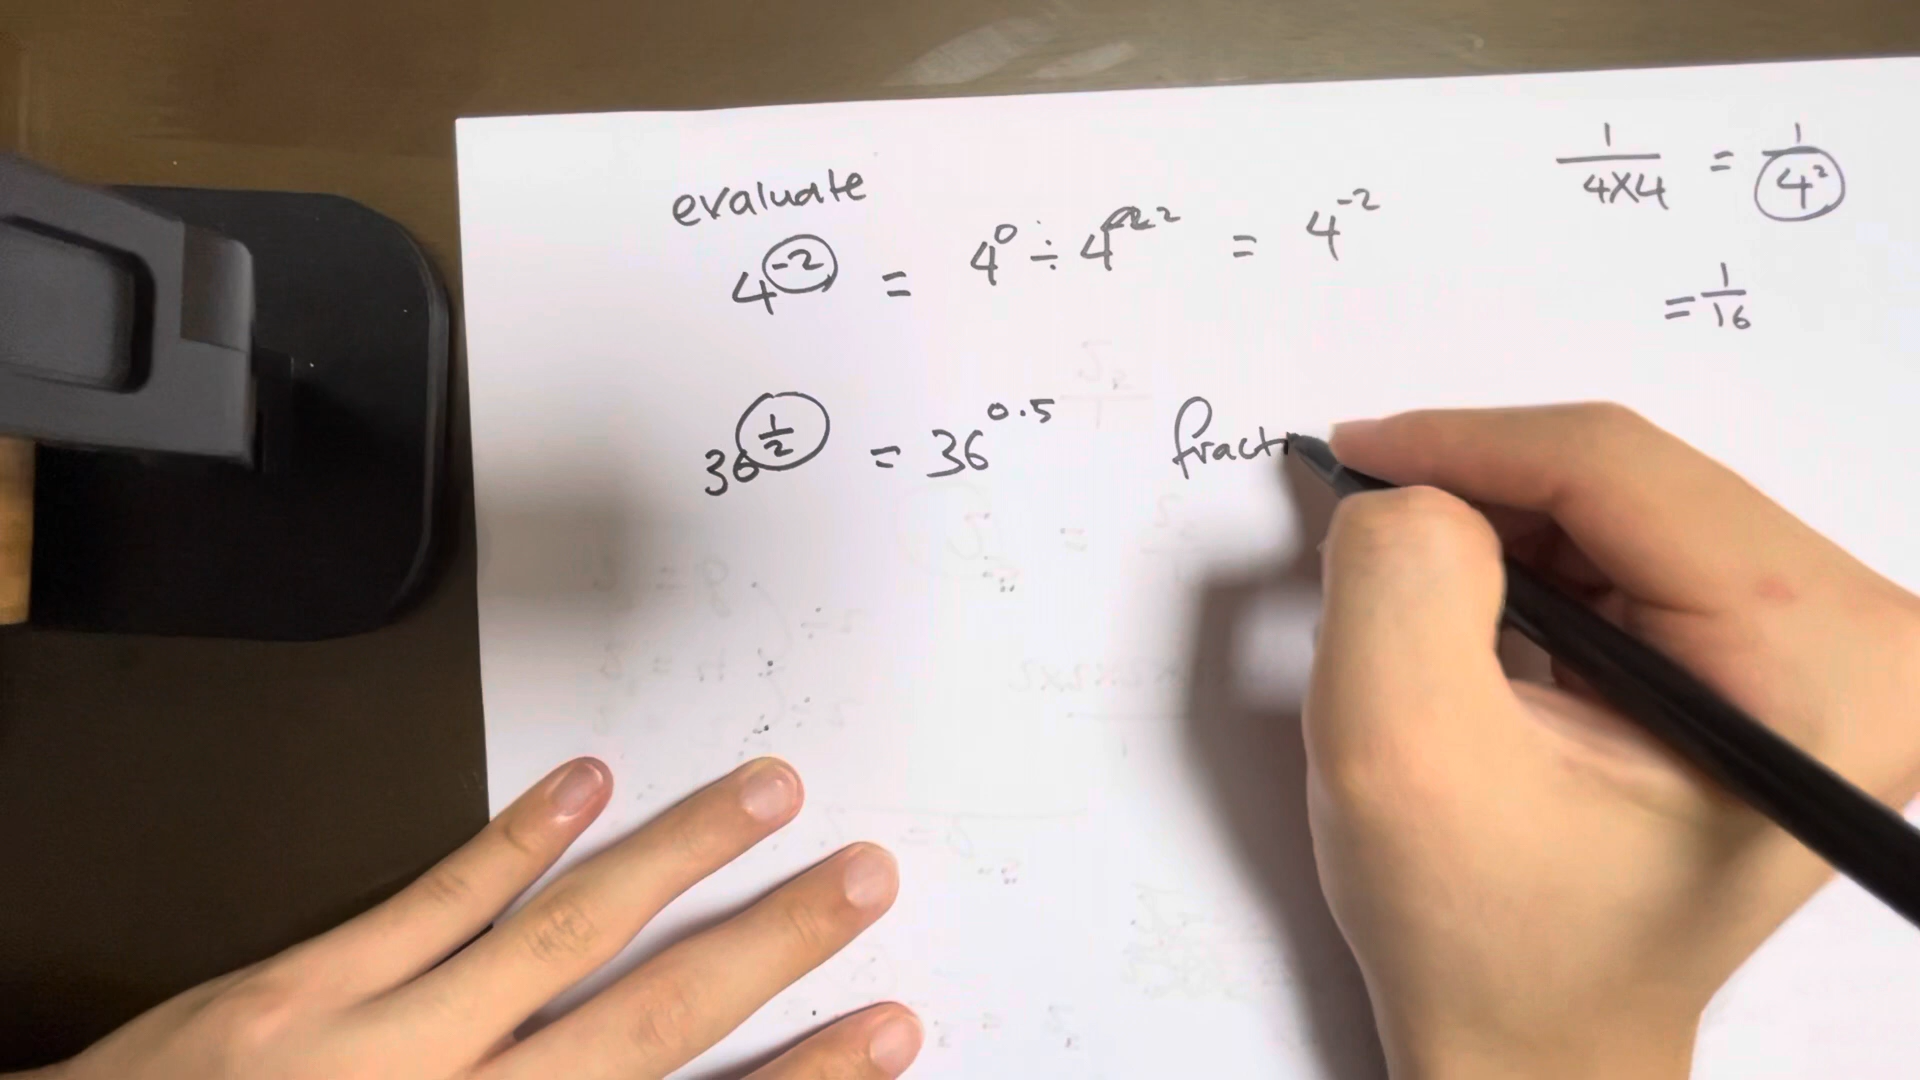 evaluate
4^-2 = 4^0 ÷ 4^2 = 4^-2
1/4×4 = 1/4^2
= 1/16
36^1/2 = 36^0.5 fracti